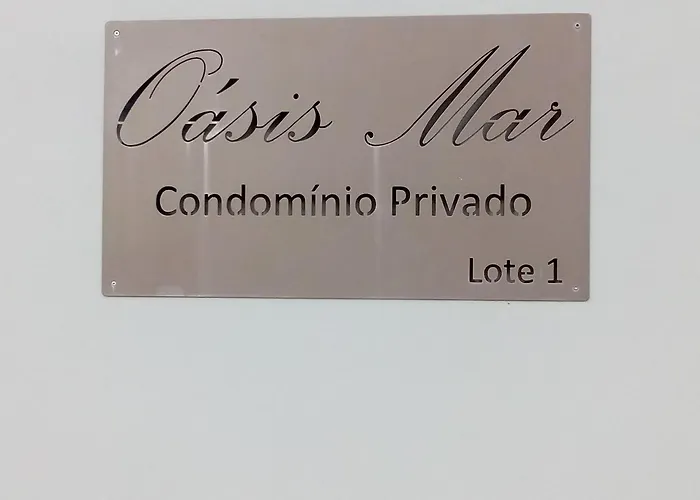 Oásis Mar
Condomínio Privado
Lote 1